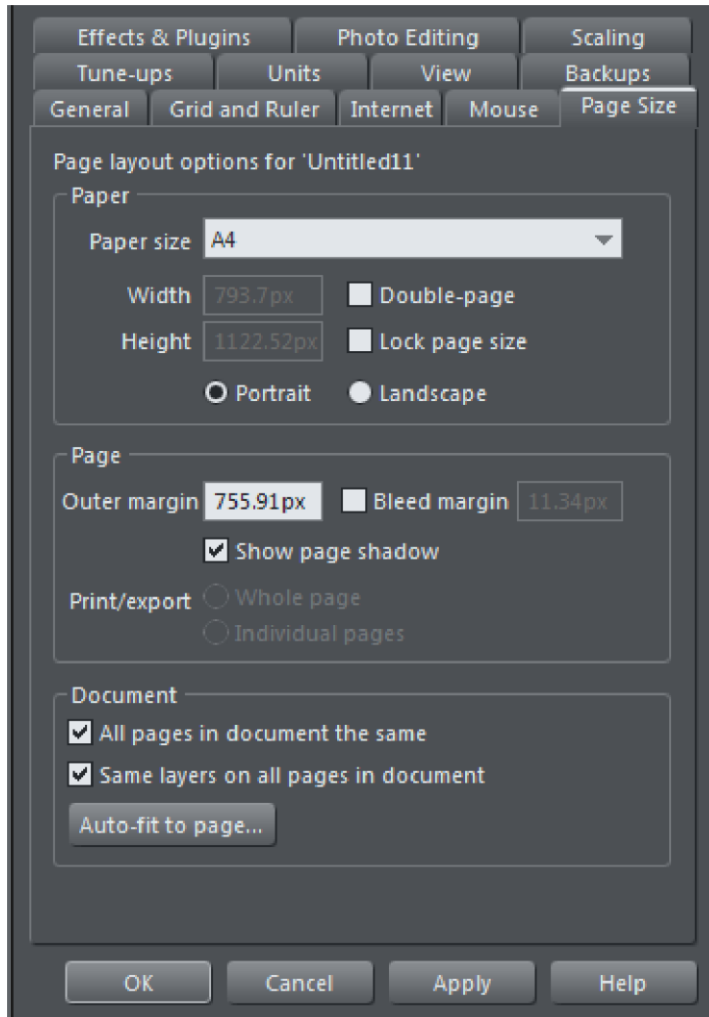 Effects & Plugins Photo Editing Scaling
Tune-ups Units View Backups
General Grid and Ruler Internet Mouse Page Size
Page layout options for 'Untitled11'
Paper
Paper size A4
Width 793.7px Double-page
Height 1122.52px Lock page size
Portrait Landscape
Page
Outer margin 755.91px Bleed margin 11.34px
Show page shadow
Print/export Whole page
Individual pages
Document
All pages in document the same
Same layers on all pages in document
Auto-fit to page...
OK Cancel Apply Help